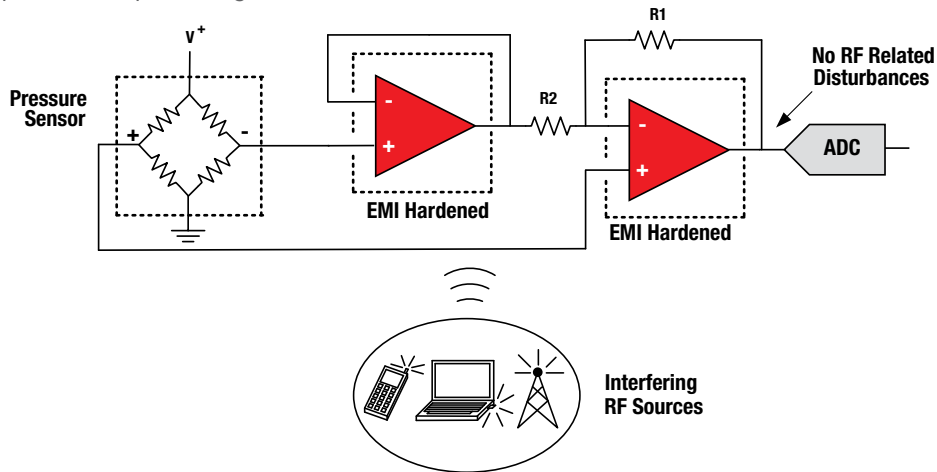 R1
V+
No RF Related
Disturbances
Pressure
Sensor
R2
+
-
-
+
-
+
ADC
EMI Hardened
EMI Hardened
Interfering
RF Sources